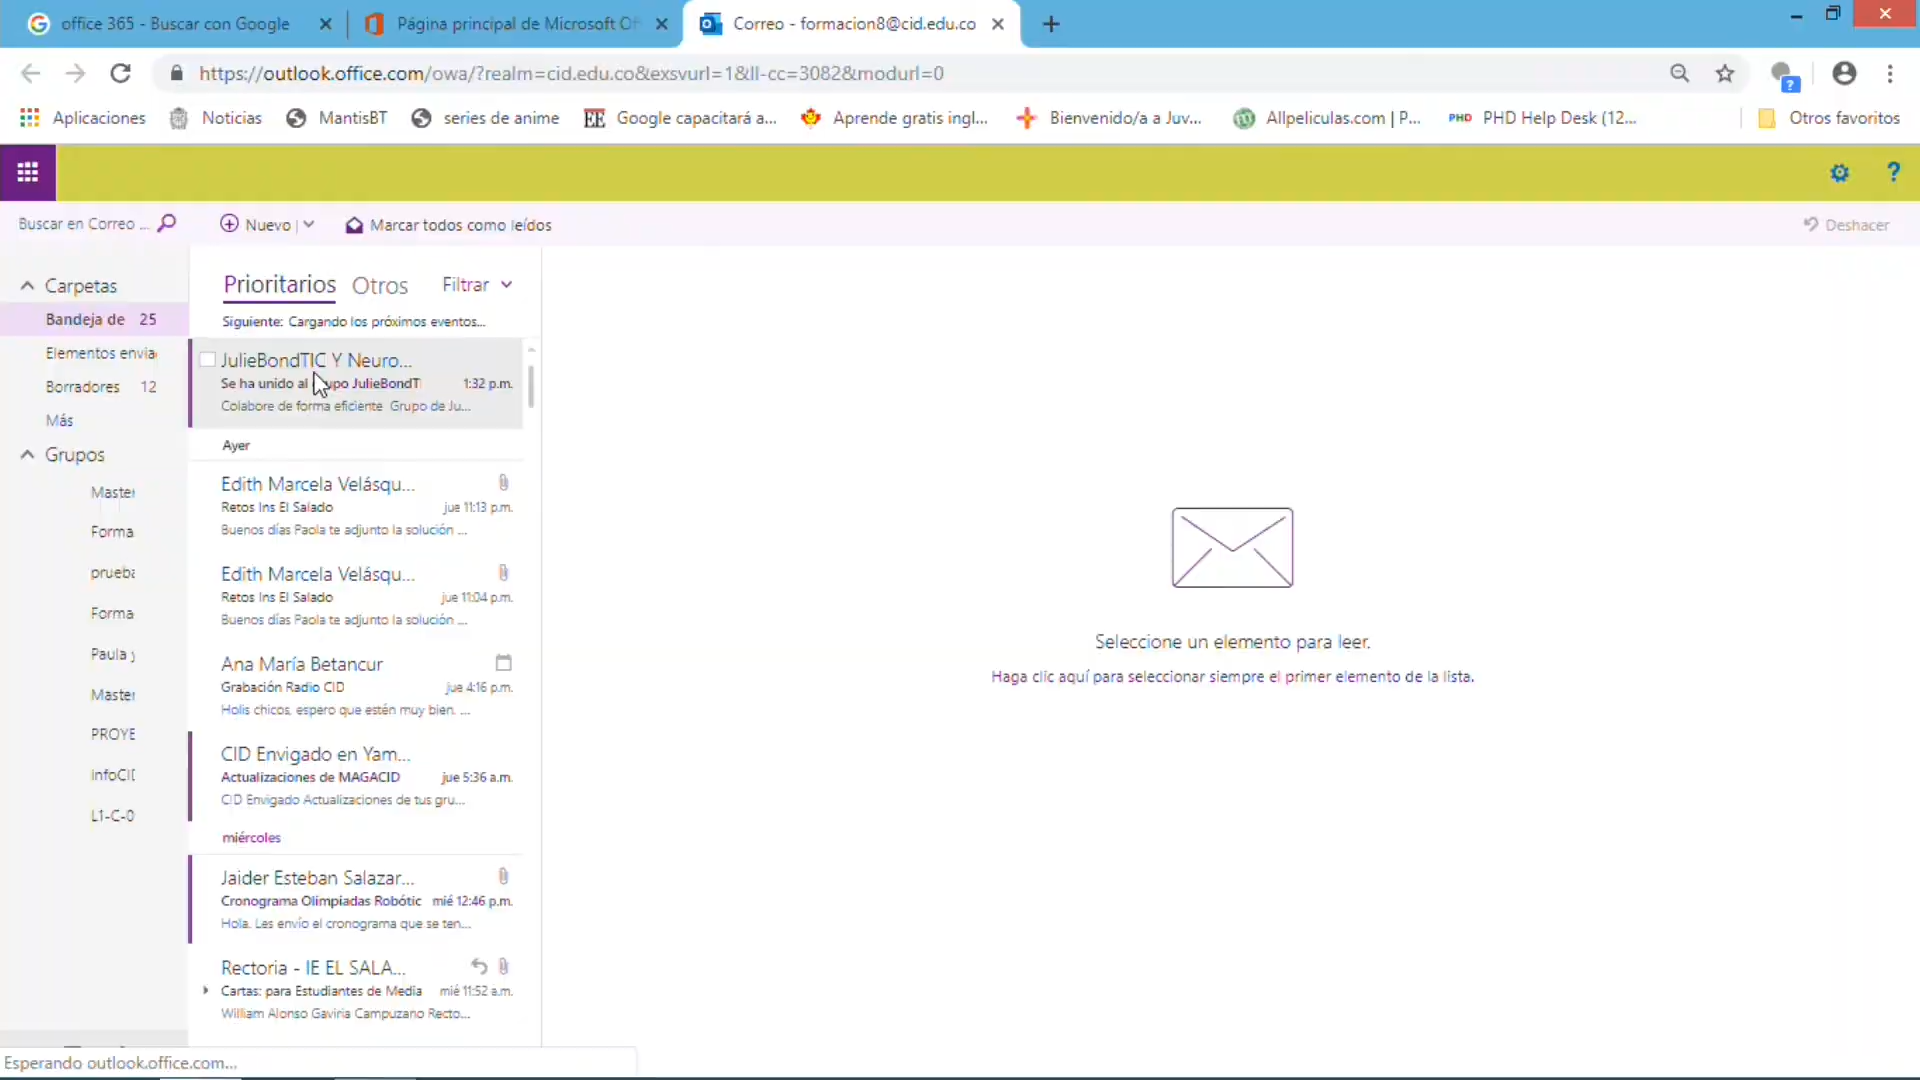 office 365 - Buscar con Google
Página principal de Microsoft Of
Correo - formacion8@cid.edu.co
https://outlook.office.com/owa/?realm=cid.edu.co&exsvurl=1&ll-cc=3082&modurl=0
Aplicaciones
Noticias
MantisBT
series de anime
EE Google capacitará a...
Aprende gratis ingl...
Bienvenido/a a Juv...
Allpeliculas.com | P...
PHD PHD Help Desk (12...
Otros favoritos
?
Buscar en Correo ...
Nuevo
Marcar todos como leídos
Deshacer
Carpetas
Bandeja de 25
Elementos envia
Borradores 12
Más
Grupos
Master
Forma
prueba
Forma
Paula y
Master
PROYE
infoCID
L1-C-0
Prioritarios Otros Filtrar
Siguiente: Cargando los próximos eventos...
JulieBondTIC Y Neuro...
Se ha unido al grupo JulieBondTI 1:32 p.m.
Colabore de forma eficiente Grupo de Ju...
Ayer
Edith Marcela Velásqu...
Retos Ins El Salado jue 11:13 p.m.
Buenos días Paola te adjunto la solución ...
Edith Marcela Velásqu...
Retos Ins El Salado jue 11:04 p.m.
Buenos días Paola te adjunto la solución ...
Ana María Betancur
Grabación Radio CID jue 4:16 p.m.
Holis chicos, espero que estén muy bien. ...
CID Envigado en Yam...
Actualizaciones de MAGACID jue 5:36 a.m.
CID Envigado Actualizaciones de tus gru...
miércoles
Jaider Esteban Salazar...
Cronograma Olimpiadas Robótic mié 12:46 p.m.
Hola. Les envío el cronograma que se ten...
Rectoria - IE EL SALA...
Cartas: para Estudiantes de Media mié 11:52 a.m.
William Alonso Gaviria Campuzano Recto...
Seleccione un elemento para leer.
Haga clic aquí para seleccionar siempre el primer elemento de la lista.
Esperando outlook.office.com...